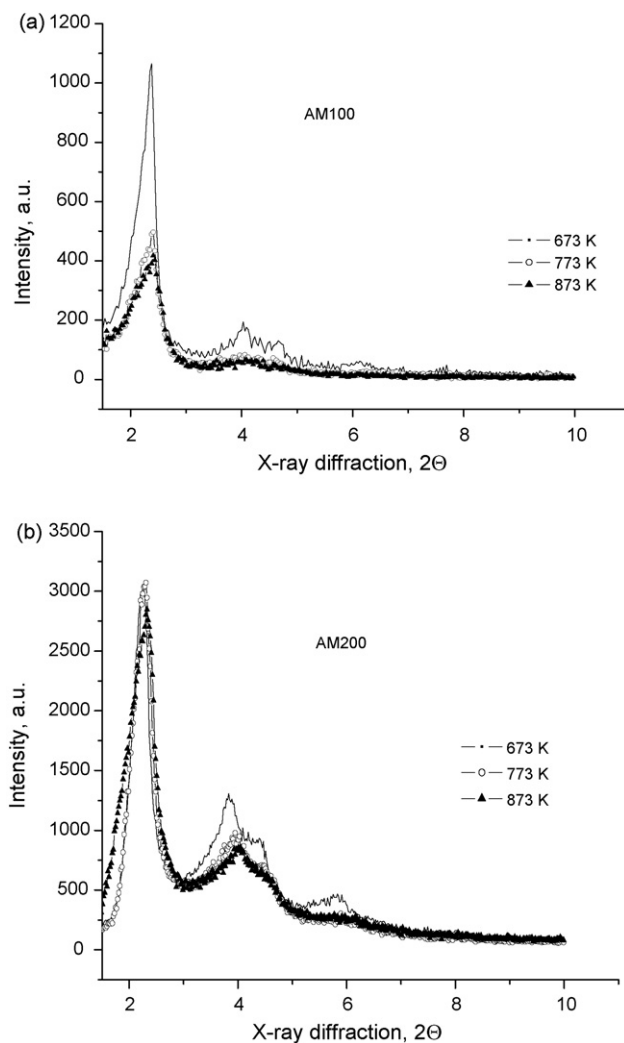 (a)
1200
1000
800
600
400
200
0
Intensity, a.u.
AM100
673 K
773 K
873 K
2 4 6 8 10
X-ray diffraction, 2Θ
(b)
3500
3000
2500
2000
1500
1000
500
0
Intensity, a.u.
AM200
673 K
773 K
873 K
2 4 6 8 10
X-ray diffraction, 2Θ